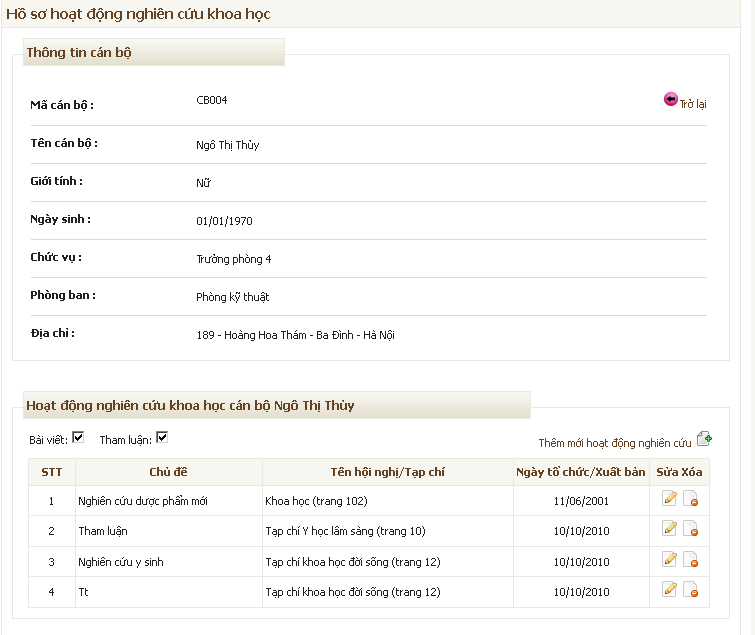 Hồ sơ hoạt động nghiên cứu khoa học
Thông tin cán bộ
Mã cán bộ : CB004 Trở lại
Tên cán bộ : Ngô Thị Thùy
Giới tính : Nữ
Ngày sinh : 01/01/1970
Chức vụ : Trưởng phòng 4
Phòng ban : Phòng kỹ thuật
Địa chỉ : 189 - Hoàng Hoa Thám - Ba Đình - Hà Nội
Hoạt động nghiên cứu khoa học cán bộ Ngô Thị Thùy
Bài viết: Tham luận: Thêm mới hoạt động nghiên cứu
STT Chủ đề Tên hội nghị/Tạp chí Ngày tổ chức/Xuất bản Sửa Xóa
1 Nghiên cứu dược phẩm mới Khoa học (trang 102) 11/06/2001
2 Tham luận Tạp chí Y học lâm sàng (trang 10) 10/10/2010
3 Nghiên cứu y sinh Tạp chí khoa học đời sống (trang 12) 10/10/2010
4 Tt Tạp chí khoa học đời sống (trang 12) 10/10/2010